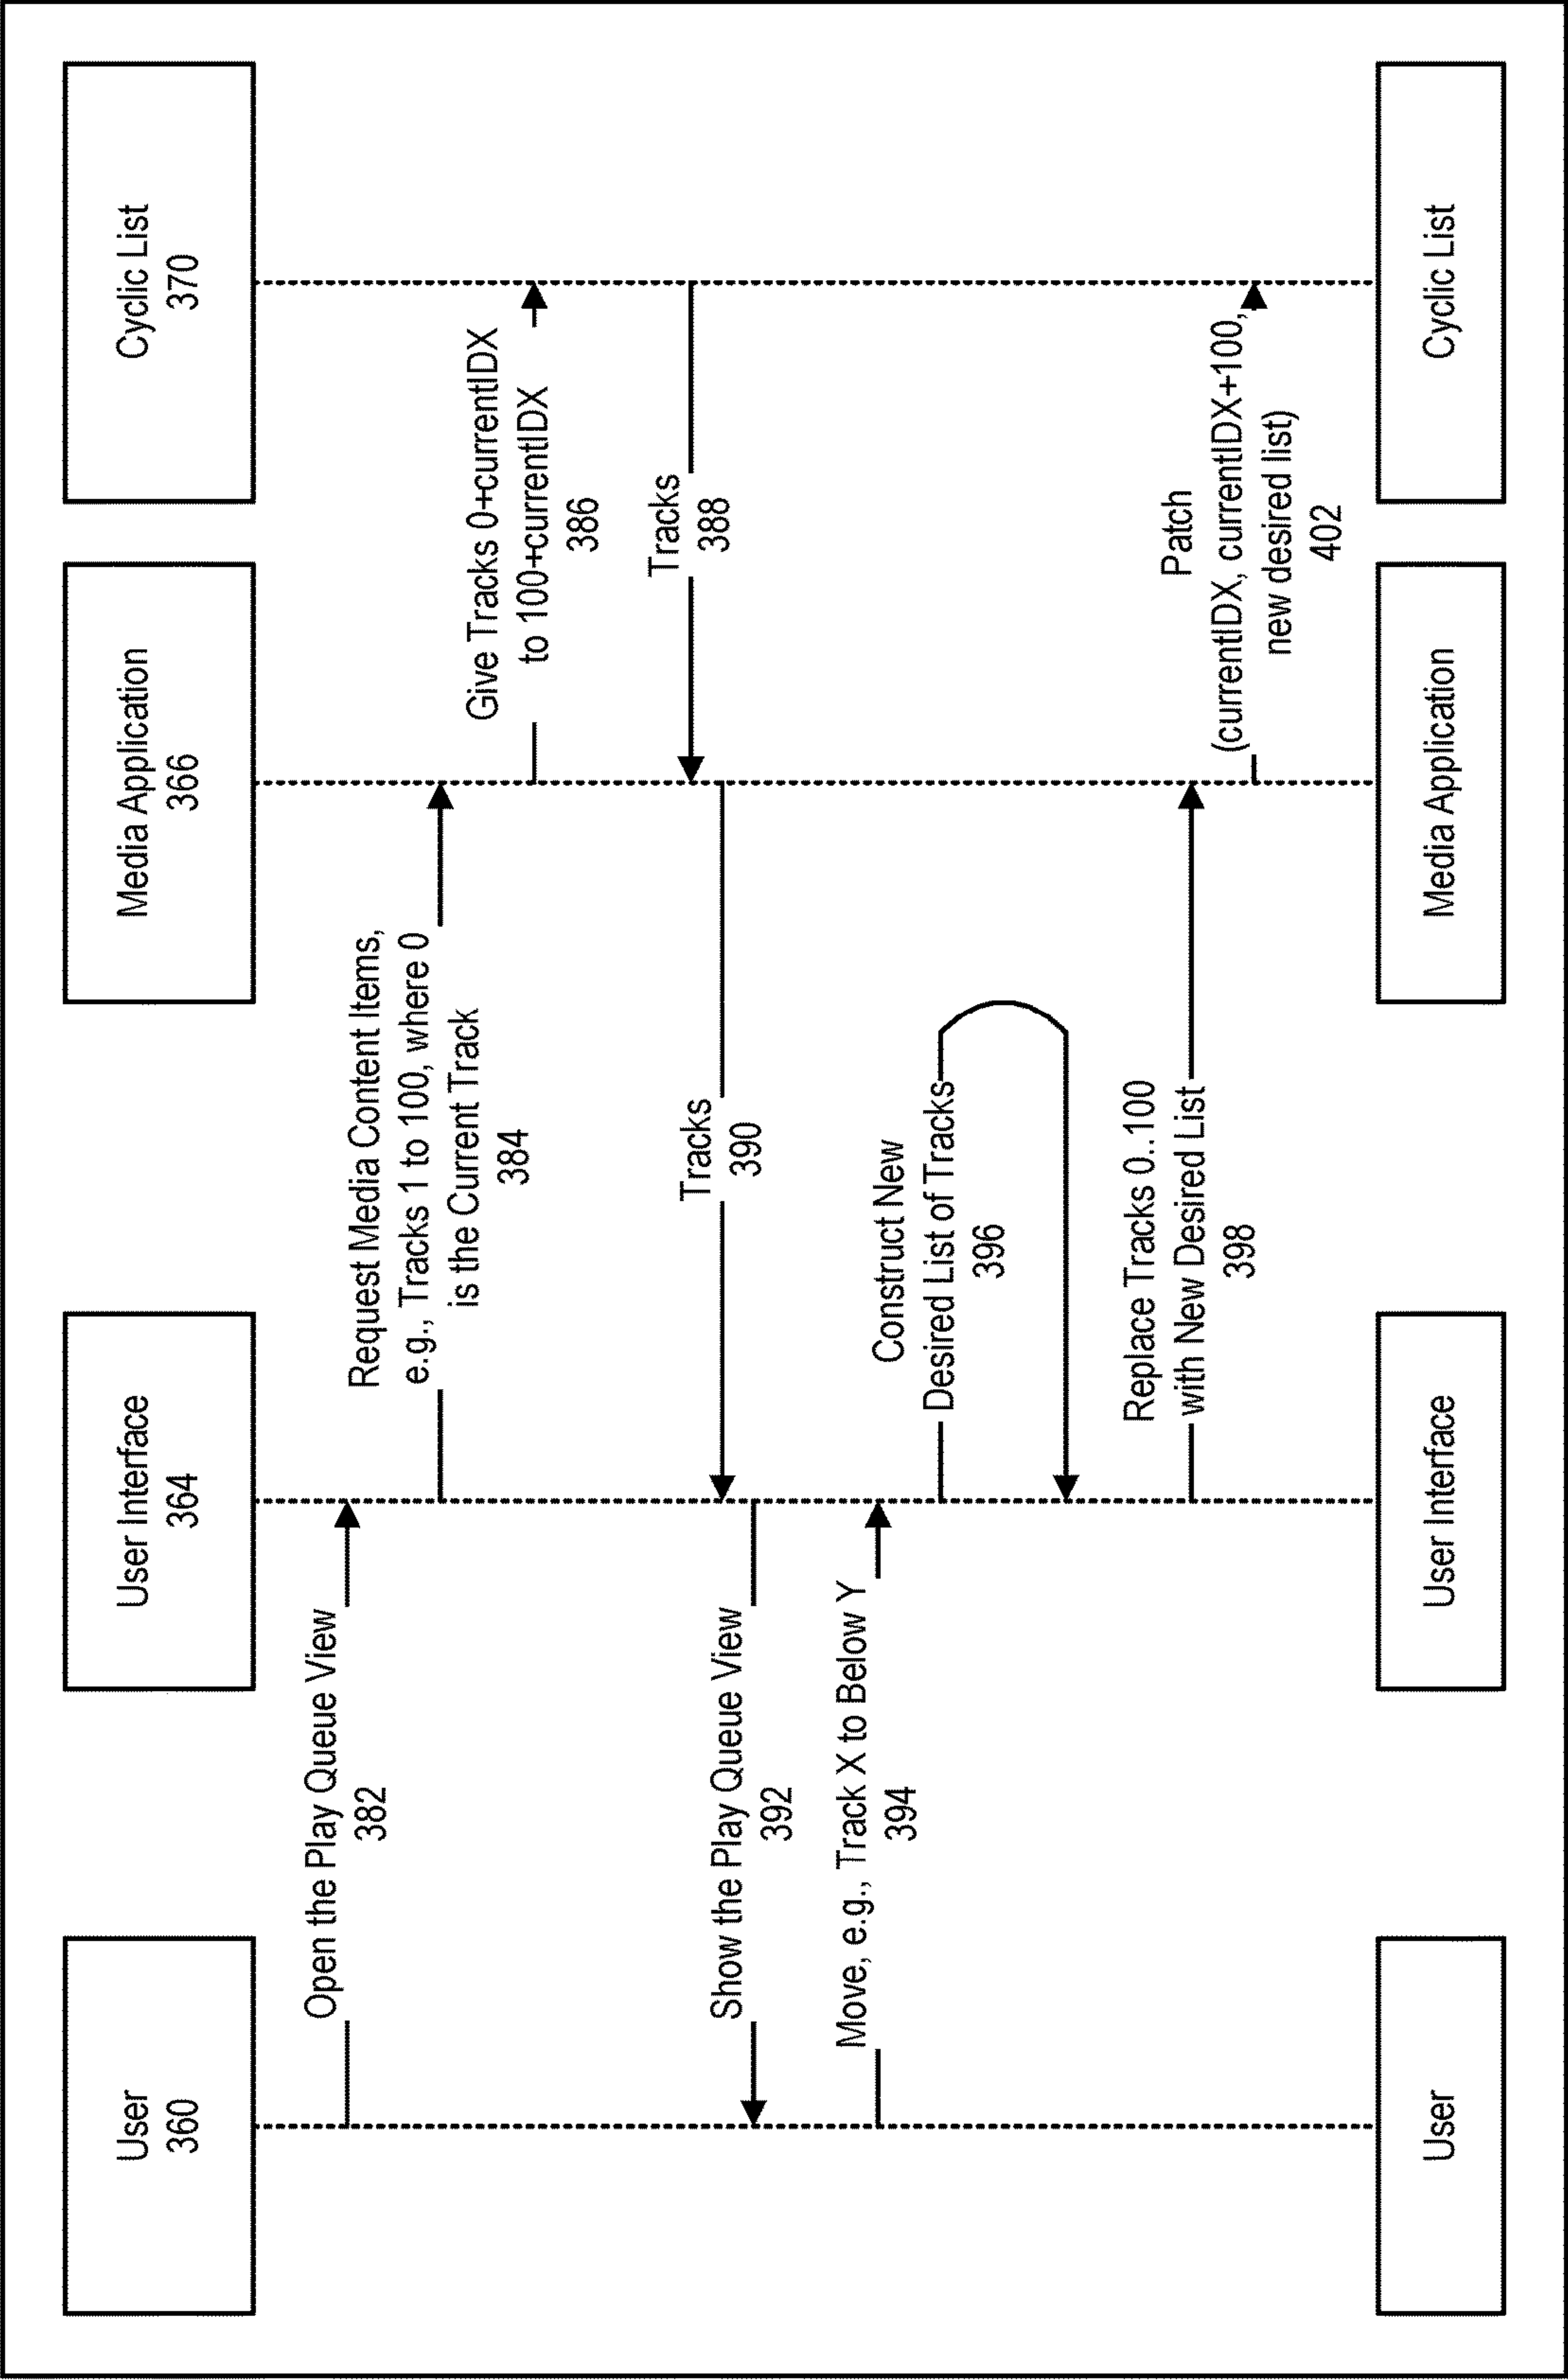 User
360
User Interface
364
Media Application
366
Cyclic List
370
Open the Play Queue View
382
Request Media Content Items,
e.g., Tracks 1 to 100, where 0
is the Current Track
384
Give Tracks 0+currentIDX
to 100+currentIDX
386
Tracks
388
Tracks
390
Show the Play Queue View
392
Move, e.g., Track X to Below Y
394
Construct New
Desired List of Tracks
396
Replace Tracks 0..100
with New Desired List
398
Patch
(currentIDX, currentIDX+100,
new desired list)
402
User
User Interface
Media Application
Cyclic List